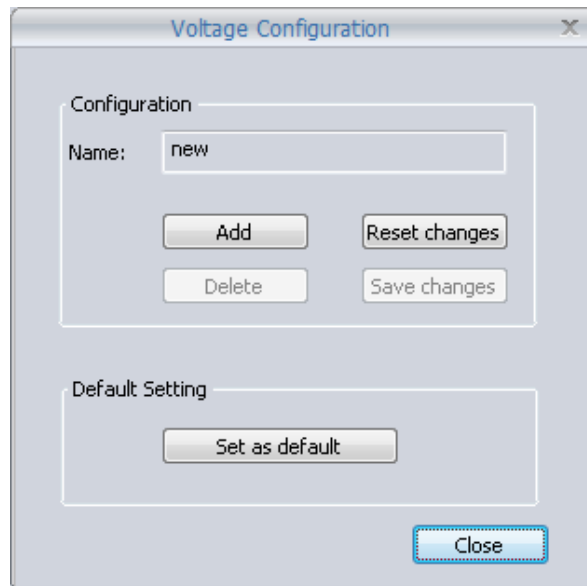 Voltage Configuration
Configuration
Name: new
Add Reset changes
Delete Save changes
Default Setting
Set as default
Close